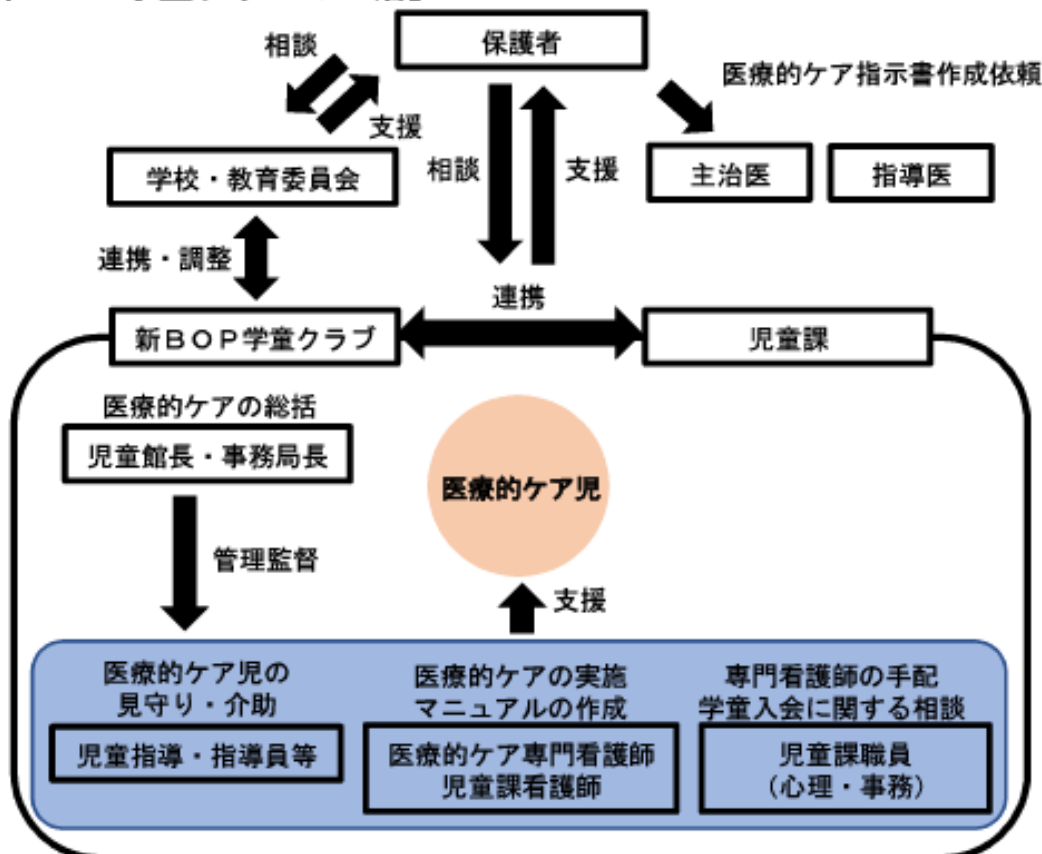 保護者
相談
支援
医療的ケア指示書作成依頼
学校・教育委員会
相談
支援
主治医
指導医
連携・調整
連携
新ＢＯＰ学童クラブ
児童課
医療的ケアの総括
児童館長・事務局長
医療的ケア児
管理監督
支援
医療的ケア児の
見守り・介助
児童指導・指導員等
医療的ケアの実施
マニュアルの作成
医療的ケア専門看護師
児童課看護師
専門看護師の手配
学童入会に関する相談
児童課職員
（心理・事務）